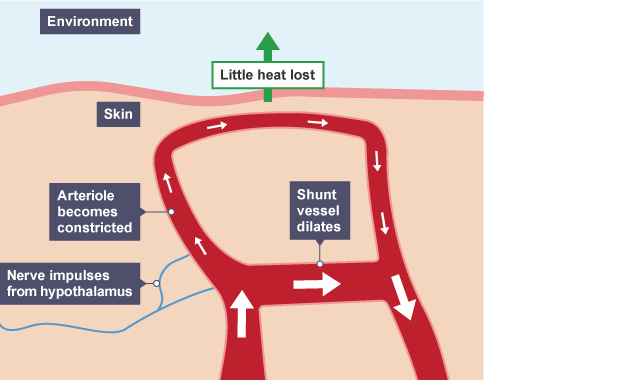 Environment
Little heat lost
Skin
Arteriole
becomes
constricted
Shunt
vessel
dilates
Nerve impulses
from hypothalamus